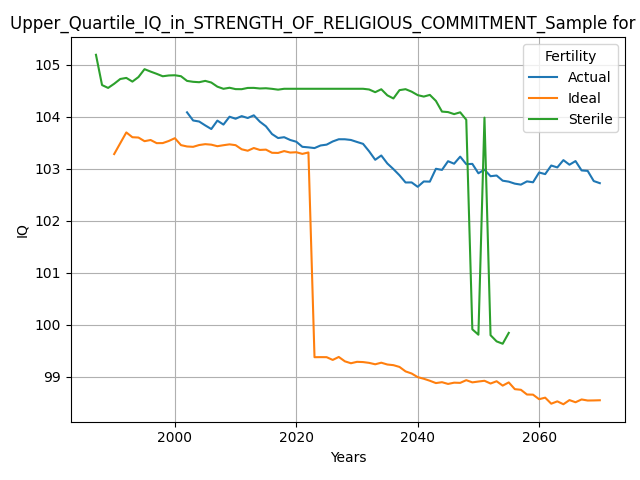 Upper_Quartile_IQ_in_STRENGTH_OF_RELIGIOUS_COMMITMENT_Sample for
Fertility
Actual
Ideal
Sterile
IQ
105
104
103
102
101
100
99
2000
2020
2040
2060
Years